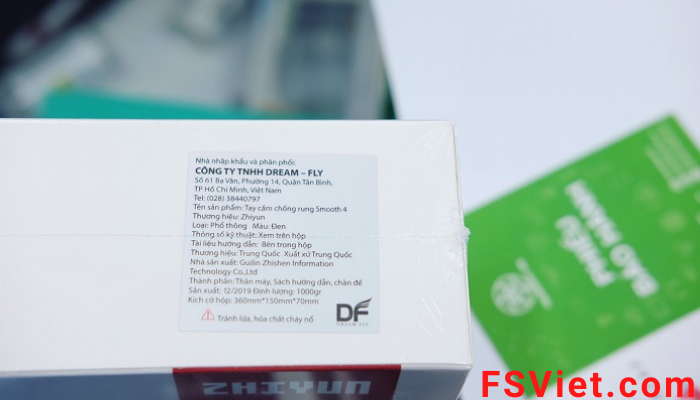 Nhà nhập khẩu và phân phối:
CÔNG TY TNHH DREAM – FLY
Số 61 Ba Vân, Phường 14, Quận Tân Bình,
TP Hồ Chí Minh, Việt Nam
Tel: (028) 38440797
Tên sản phẩm: Tay cầm chống rung Smooth 4
Thương hiệu: Zhiyun
Loại: Phổ thông Màu: Đen
Thông số kỹ thuật: Xem trên hộp
Tài liệu hướng dẫn: Bên trong hộp
Thương hiệu: Trung Quốc Xuất xứ Trung Quốc
Nhà sản xuất: Guilin Zhishen Information
Technology Co.,Ltd
Thành phần: Thân máy, Sách hướng dẫn, chân đế
Sản xuất: 12/2019 Định lượng: 1000gr
Kích cỡ hộp: 360mm*150mm*70mm
Tránh lửa, hóa chất cháy nổ
DF
DREAM FLY
ZHIYUN
PHIẾU
BẢO HÀNH
FSViet.com